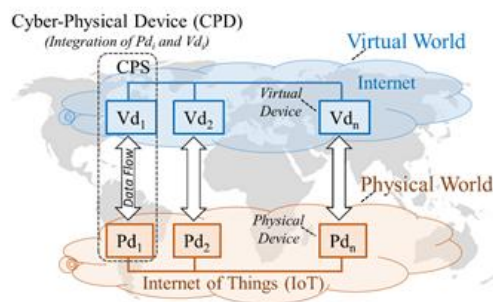 Cyber-Physical Device (CPD)
(Integration of Pdᵢ and Vdᵢ)
CPS
Virtual World
Internet
Virtual
Device
Vd₁
Vd₂
Vdₙ
Data Flow
Physical World
Physical
Device
Pd₁
Pd₂
Pdₙ
Internet of Things (IoT)